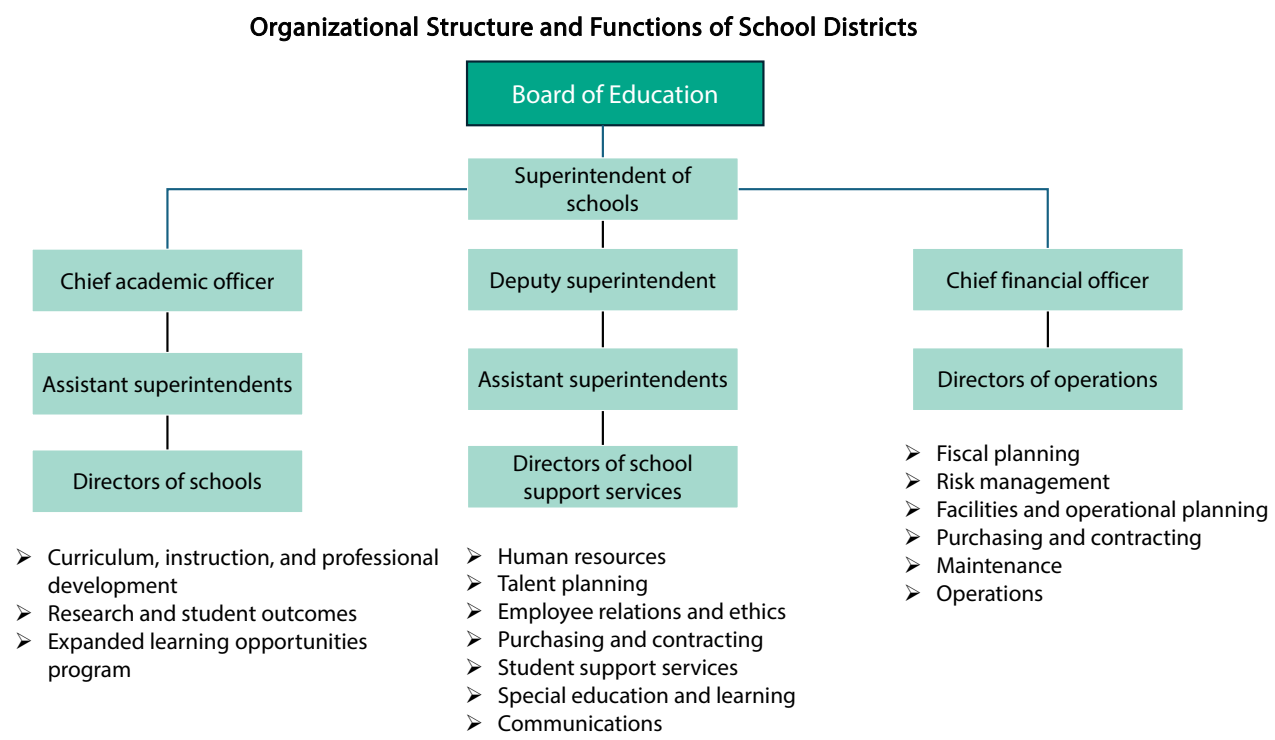 Organizational Structure and Functions of School Districts
Board of Education
Superintendent of
schools
Chief academic officer
Assistant superintendents
Directors of schools
➢ Curriculum, instruction, and professional
development
➢ Research and student outcomes
➢ Expanded learning opportunities
program
Deputy superintendent
Assistant superintendents
Directors of school
support services
➢ Human resources
➢ Talent planning
➢ Employee relations and ethics
➢ Purchasing and contracting
➢ Student support services
➢ Special education and learning
➢ Communications
Chief financial officer
Directors of operations
➢ Fiscal planning
➢ Risk management
➢ Facilities and operational planning
➢ Purchasing and contracting
➢ Maintenance
➢ Operations